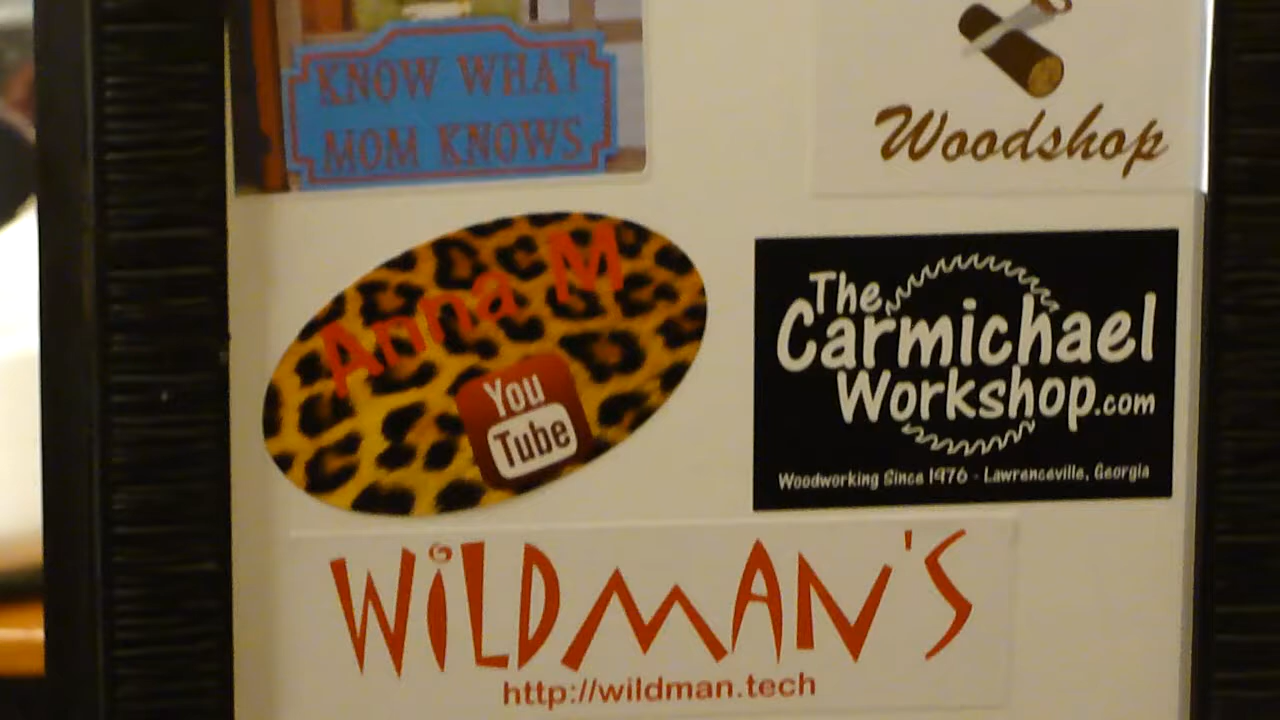 KNOW WHAT
MOM KNOWS
Woodshop
Anna M
You
Tube
The
Carmichael
Workshop.com
Woodworking Since 1976 - Lawrenceville, Georgia
WiLDMAN'S
http://wildman.tech